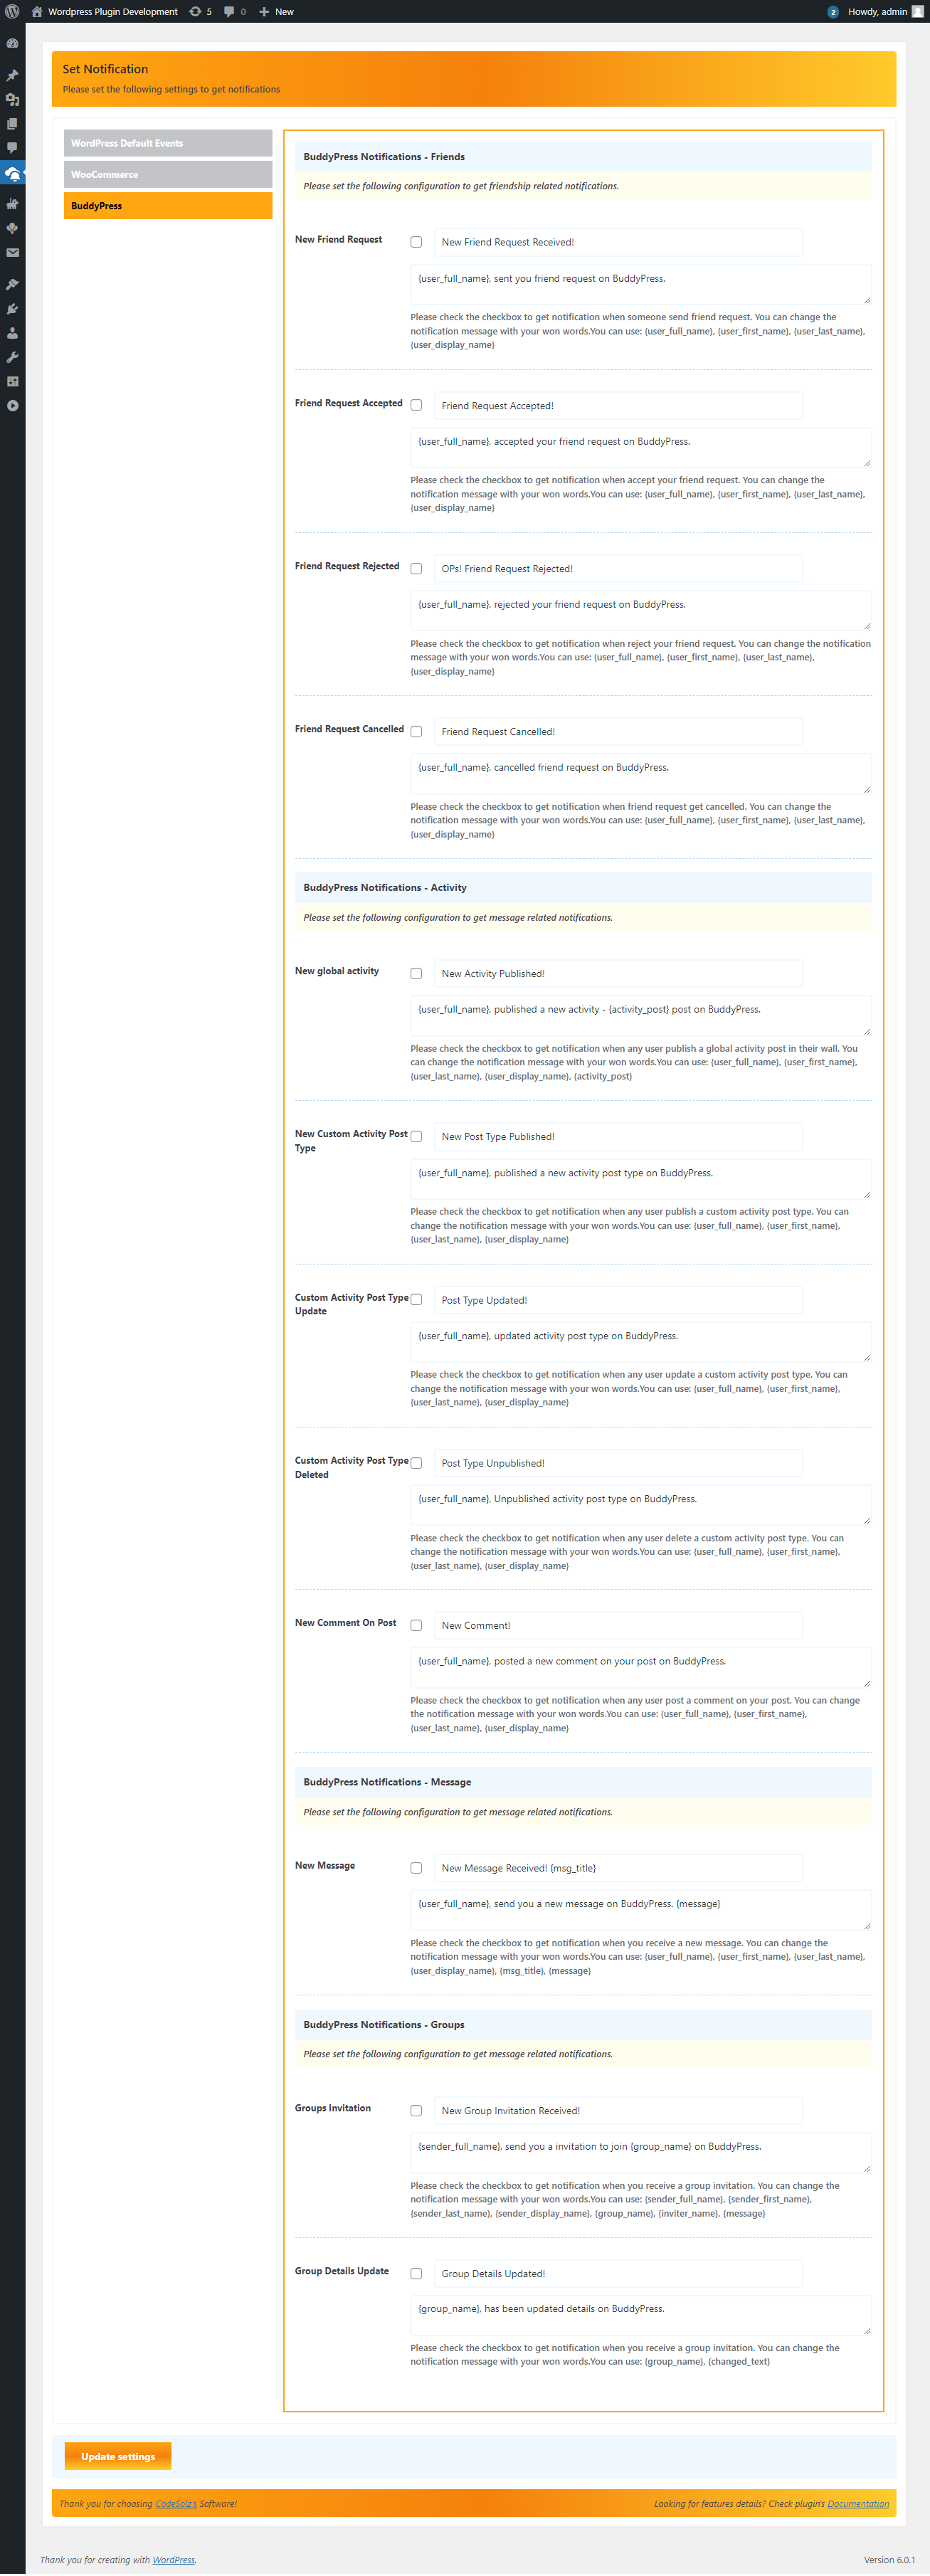 Wordpress Plugin Development 5 0 New 2 Howdy, admin
Set Notification
Please set the following settings to get notifications
WordPress Default Events
WooCommerce
BuddyPress
BuddyPress Notifications - Friends
Please set the following configuration to get friendship related notifications.
New Friend Request
New Friend Request Received!
{user_full_name}, sent you friend request on BuddyPress.
Please check the checkbox to get notification when someone send friend request. You can change the
notification message with your won words.You can use: {user_full_name}, {user_first_name}, {user_last_name},
{user_display_name}
Friend Request Accepted
Friend Request Accepted!
{user_full_name}, accepted your friend request on BuddyPress.
Please check the checkbox to get notification when accept your friend request. You can change the
notification message with your won words.You can use: {user_full_name}, {user_first_name}, {user_last_name},
{user_display_name}
Friend Request Rejected
OPs! Friend Request Rejected!
{user_full_name}, rejected your friend request on BuddyPress.
Please check the checkbox to get notification when reject your friend request. You can change the notification
message with your won words.You can use: {user_full_name}, {user_first_name}, {user_last_name},
{user_display_name}
Friend Request Cancelled
Friend Request Cancelled!
{user_full_name}, cancelled friend request on BuddyPress.
Please check the checkbox to get notification when friend request get cancelled. You can change the
notification message with your won words.You can use: {user_full_name}, {user_first_name}, {user_last_name},
{user_display_name}
BuddyPress Notifications - Activity
Please set the following configuration to get message related notifications.
New global activity
New Activity Published!
{user_full_name}, published a new activity - {activity_post} post on BuddyPress.
Please check the checkbox to get notification when any user publish a global activity post in their wall. You
can change the notification message with your won words.You can use: {user_full_name}, {user_first_name},
{user_last_name}, {user_display_name}, {activity_post}
New Custom Activity Post
Type
New Post Type Published!
{user_full_name}, published a new activity post type on BuddyPress.
Please check the checkbox to get notification when any user publish a custom activity post type. You can
change the notification message with your won words.You can use: {user_full_name}, {user_first_name},
{user_last_name}, {user_display_name}
Custom Activity Post Type
Update
Post Type Updated!
{user_full_name}, updated activity post type on BuddyPress.
Please check the checkbox to get notification when any user update a custom activity post type. You can
change the notification message with your won words.You can use: {user_full_name}, {user_first_name},
{user_last_name}, {user_display_name}
Custom Activity Post Type
Deleted
Post Type Unpublished!
{user_full_name}, Unpublished activity post type on BuddyPress.
Please check the checkbox to get notification when any user delete a custom activity post type. You can
change the notification message with your won words.You can use: {user_full_name}, {user_first_name},
{user_last_name}, {user_display_name}
New Comment On Post
New Comment!
{user_full_name}, posted a new comment on your post on BuddyPress.
Please check the checkbox to get notification when any user post a comment on your post. You can change
the notification message with your won words.You can use: {user_full_name}, {user_first_name},
{user_last_name}, {user_display_name}
BuddyPress Notifications - Message
Please set the following configuration to get message related notifications.
New Message
New Message Received! {msg_title}
{user_full_name}, send you a new message on BuddyPress. {message}
Please check the checkbox to get notification when you receive a new message. You can change the
notification message with your won words.You can use: {user_full_name}, {user_first_name}, {user_last_name},
{user_display_name}, {msg_title}, {message}
BuddyPress Notifications - Groups
Please set the following configuration to get message related notifications.
Groups Invitation
New Group Invitation Received!
{sender_full_name}, send you a invitation to join {group_name} on BuddyPress.
Please check the checkbox to get notification when you receive a group invitation. You can change the
notification message with your won words.You can use: {sender_full_name}, {sender_first_name},
{sender_last_name}, {sender_display_name}, {group_name}, {inviter_name}, {message}
Group Details Update
Group Details Updated!
{group_name}, has been updated details on BuddyPress.
Please check the checkbox to get notification when you receive a group invitation. You can change the
notification message with your won words.You can use: {group_name}, {changed_text}
Update settings
Thank you for choosing CodeSolz's Software! Looking for features details? Check plugin's Documentation
Thank you for creating with WordPress. Version 6.0.1